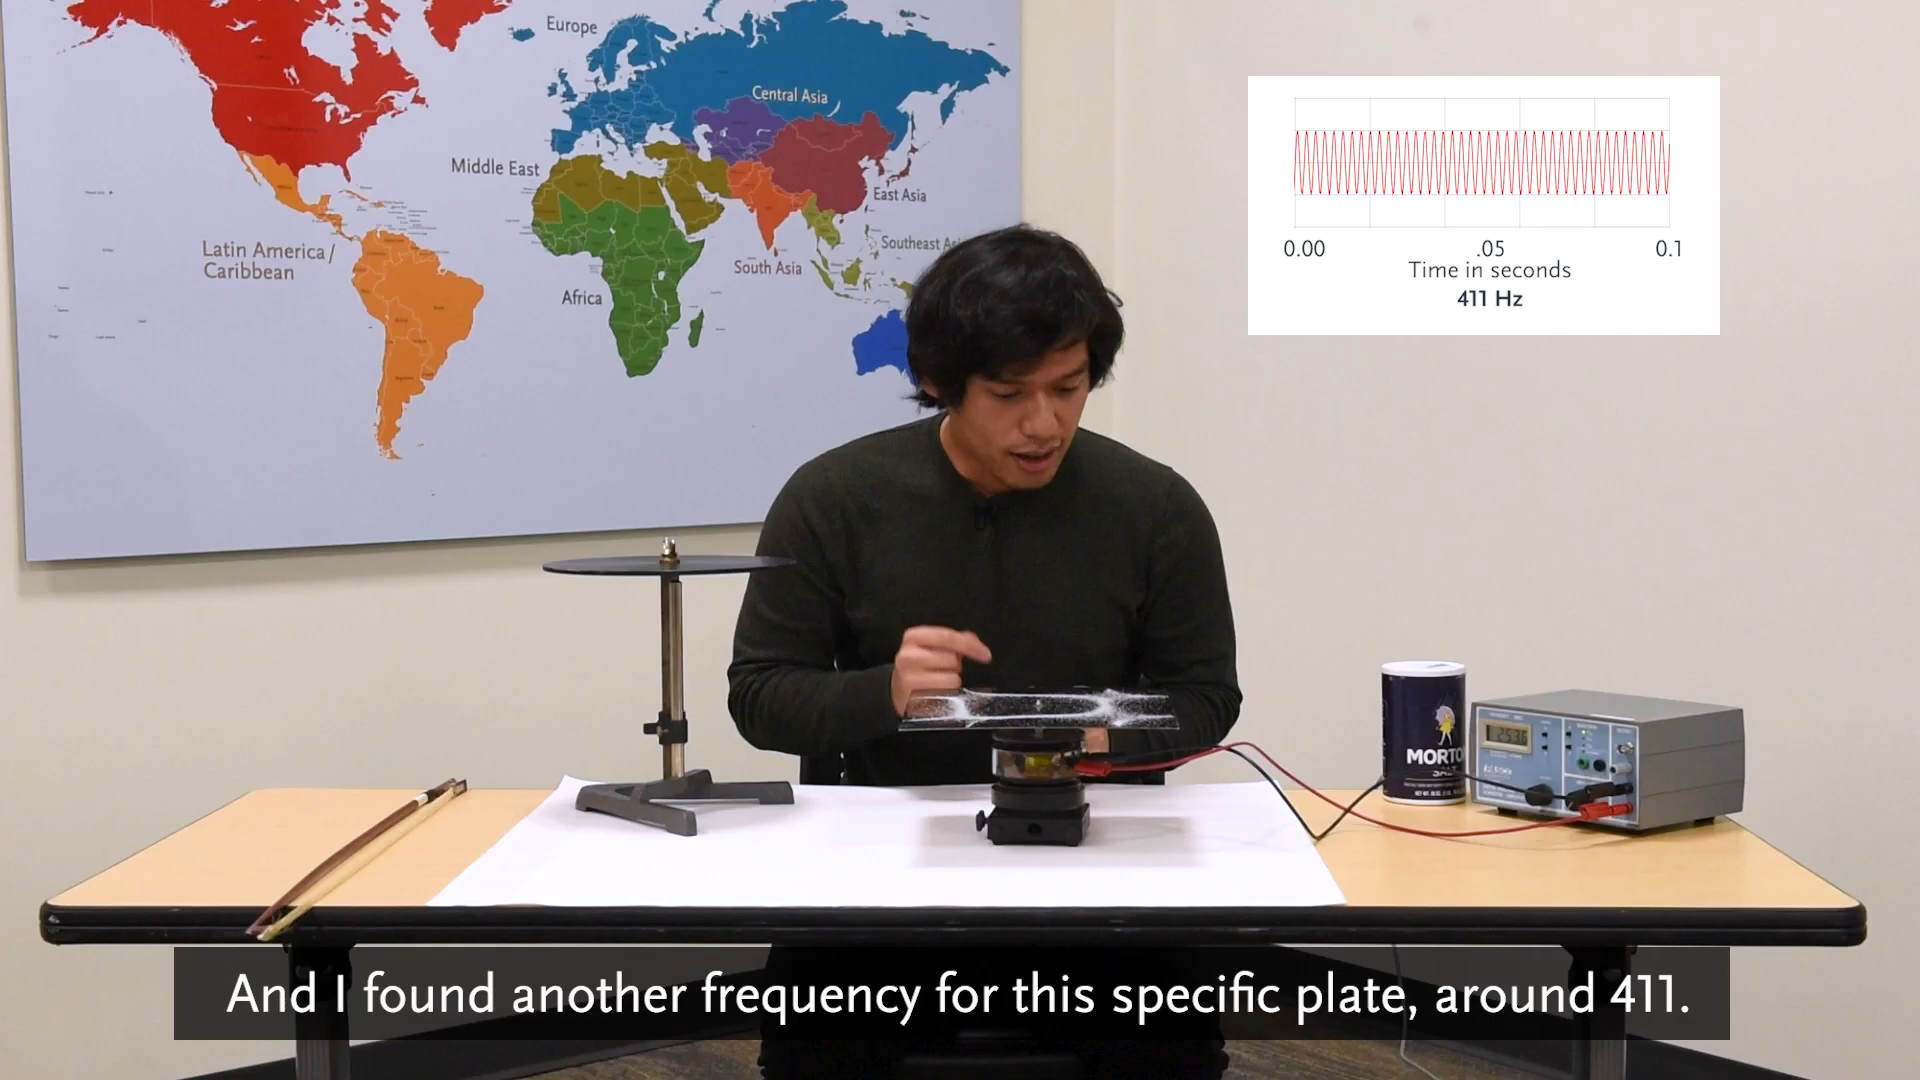 Europe
Central Asia
Middle East
East Asia
Latin America/
Caribbean
South Asia
Southeast
Africa
0.00 .05 0.1
Time in seconds
411 Hz
MORTO
And I found another frequency for this specific plate, around 411.